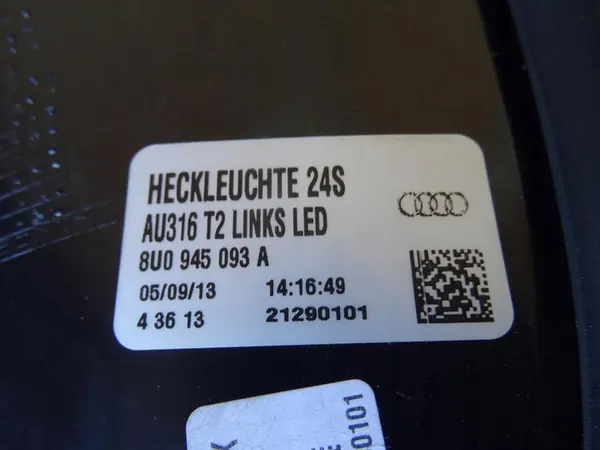 HECKLEUCHTE 24S
AU316 T2 LINKS LED
8U0 945 093 A
05/09/13 14:16:49
4 36 13 21290101
K
0101